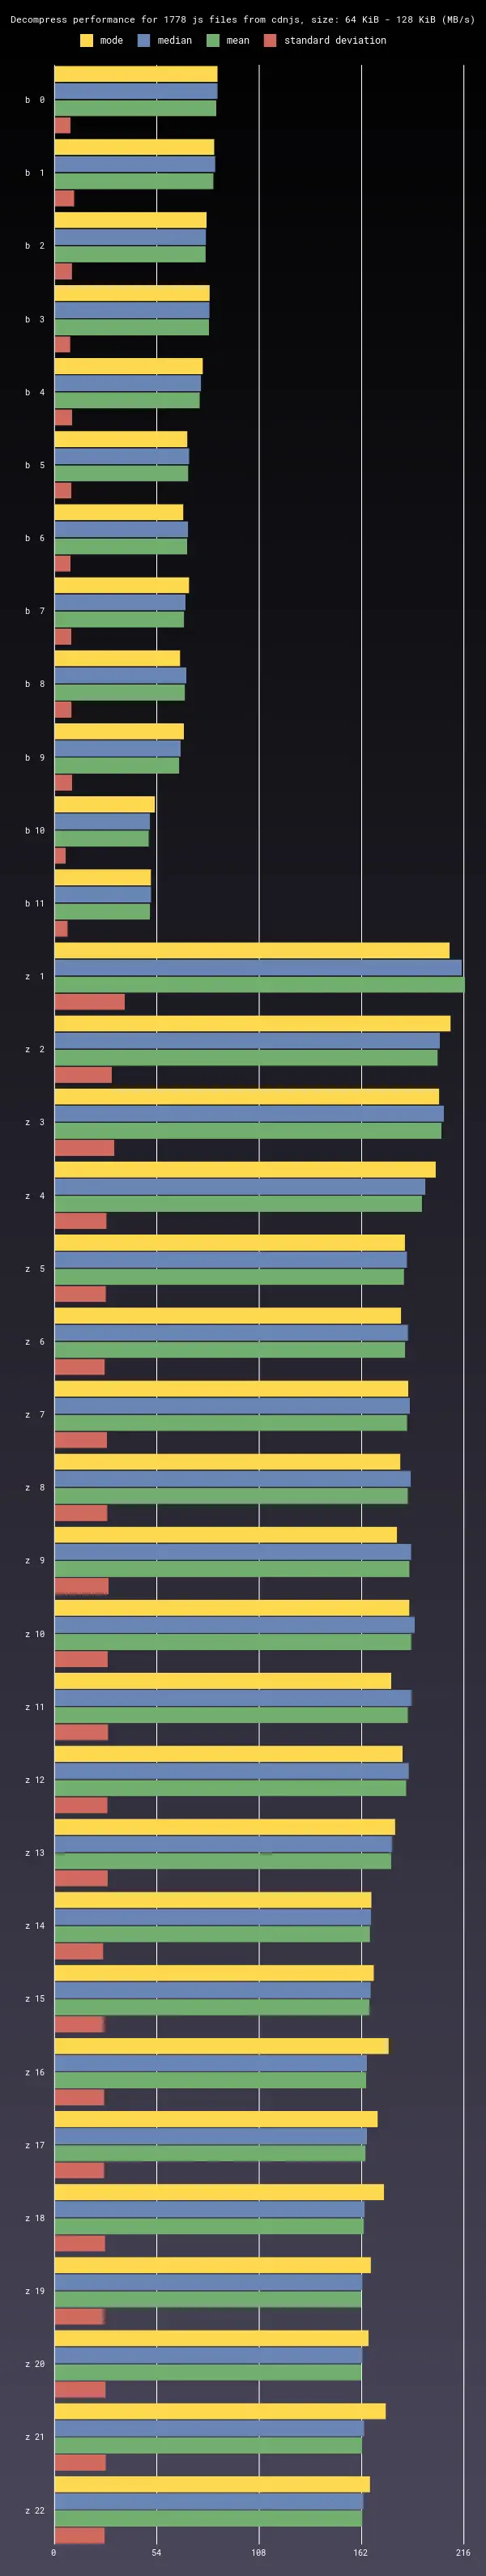 Decompress performance for 1778 js files from cdnjs, size: 64 KiB - 128 KiB (MB/s)
mode median mean standard deviation
b 0
b 1
b 2
b 3
b 4
b 5
b 6
b 7
b 8
b 9
b 10
b 11
z 1
z 2
z 3
z 4
z 5
z 6
z 7
z 8
z 9
z 10
z 11
z 12
z 13
z 14
z 15
z 16
z 17
z 18
z 19
z 20
z 21
z 22
0 54 108 162 216